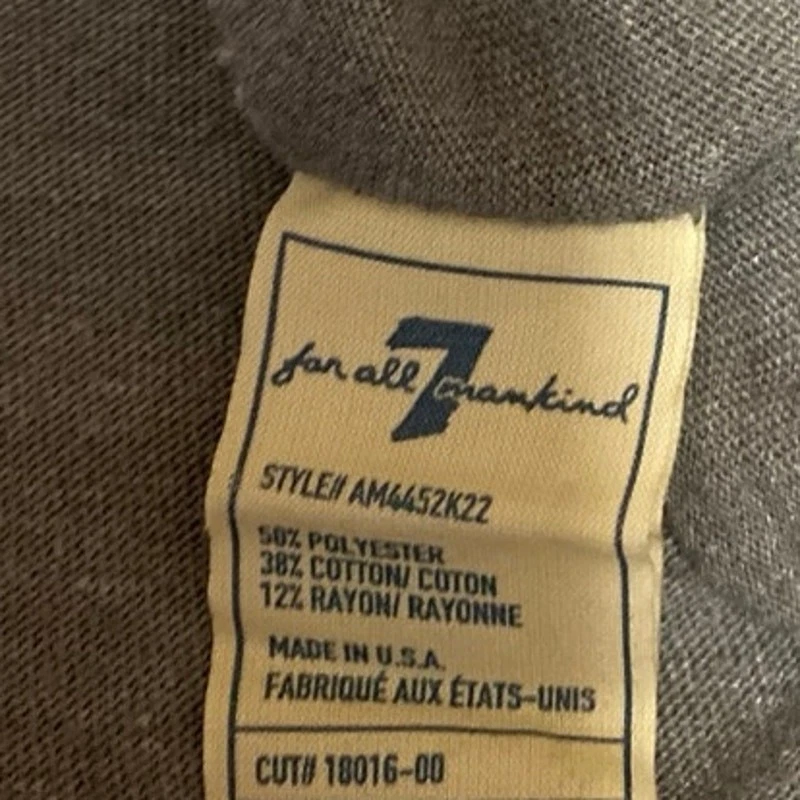 for all 7 mankind
STYLE# AM4452K22
50% POLYESTER
38% COTTON/ COTON
12% RAYON/ RAYONNE
MADE IN U.S.A.
FABRIQUÉ AUX ÉTATS-UNIS
CUT# 18016-00